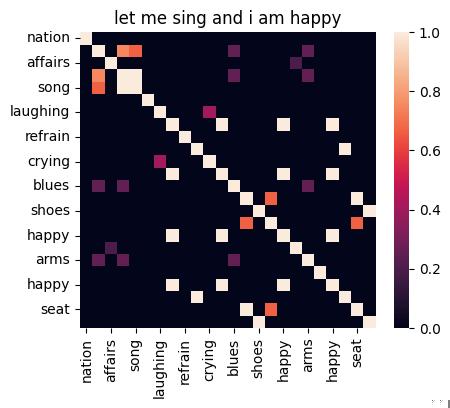 let me sing and i am happy
nation
affairs
song
laughing
refrain
crying
blues
shoes
happy
arms
happy
seat
1.0
0.8
0.6
0.4
0.2
0.0
nation
affairs
song
laughing
refrain
crying
blues
shoes
happy
arms
happy
seat